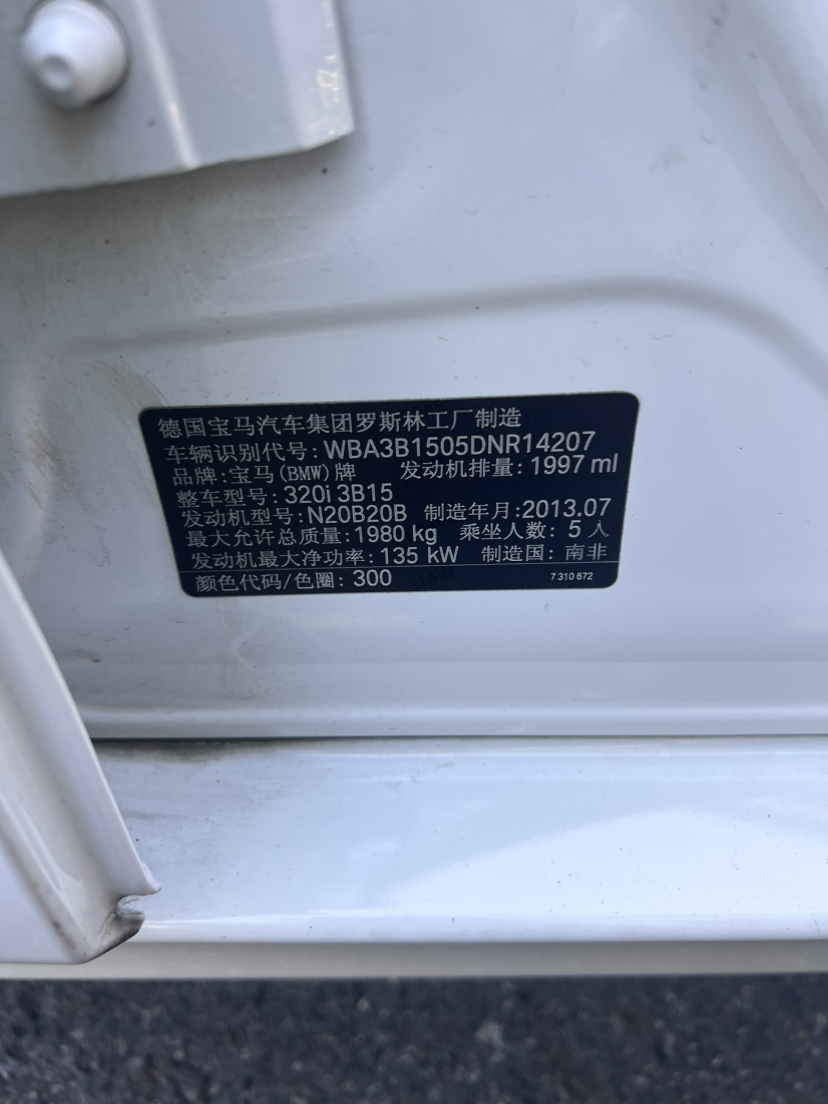 德国宝马汽车集团罗斯林工厂制造
车辆识别代号: WBA3B1505DNR14207
品牌: 宝马(BMW)牌 发动机排量: 1997 ml
整车型号: 320i 3B15
发动机型号: N20B20B 制造年月:2013.07
最大允许总质量: 1980 kg 乘坐人数: 5 人
发动机最大净功率: 135 kW 制造国: 南非
颜色代码/色圈: 300 7 310 672